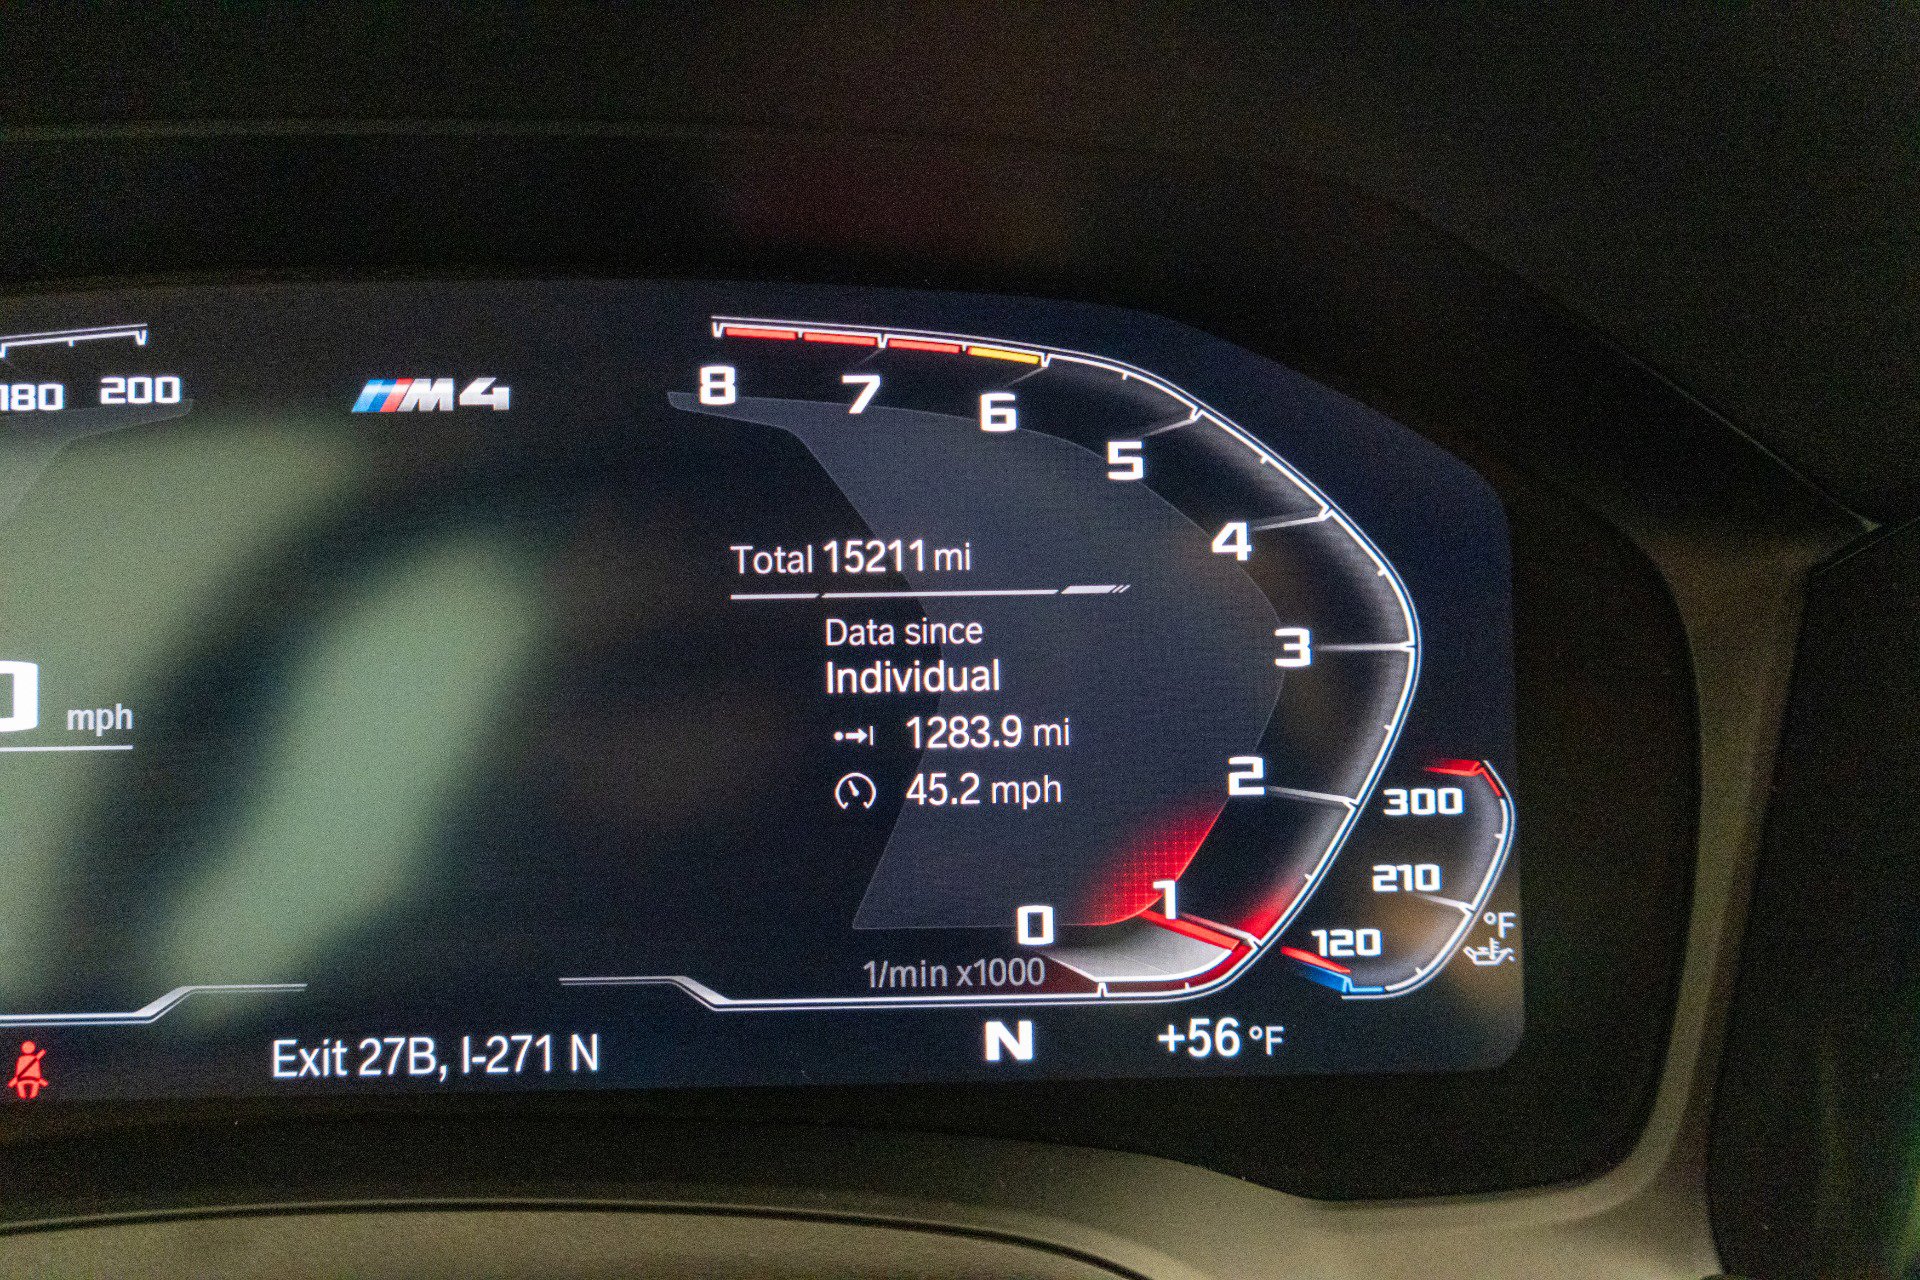 180 200
M4
8
7
6
5
4
3
2
1
0
Total 15211 mi
Data since
Individual
1283.9 mi
45.2 mph
mph
1/min x1000
300
210
120
°F
Exit 27B, I-271 N
N
+56 °F